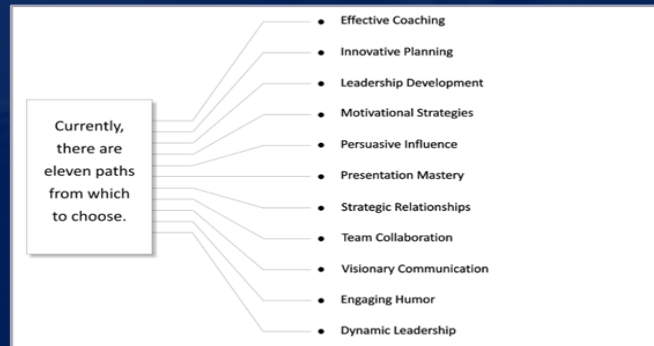 Currently,
there are
eleven paths
from which
to choose.
• Effective Coaching
• Innovative Planning
• Leadership Development
• Motivational Strategies
• Persuasive Influence
• Presentation Mastery
• Strategic Relationships
• Team Collaboration
• Visionary Communication
• Engaging Humor
• Dynamic Leadership